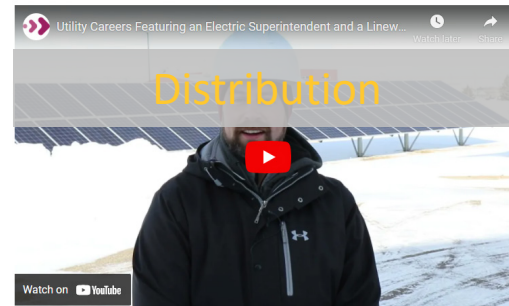 Utility Careers Featuring an Electric Superintendent and a Linew...
Watch later
Share
Distribution
Watch on YouTube